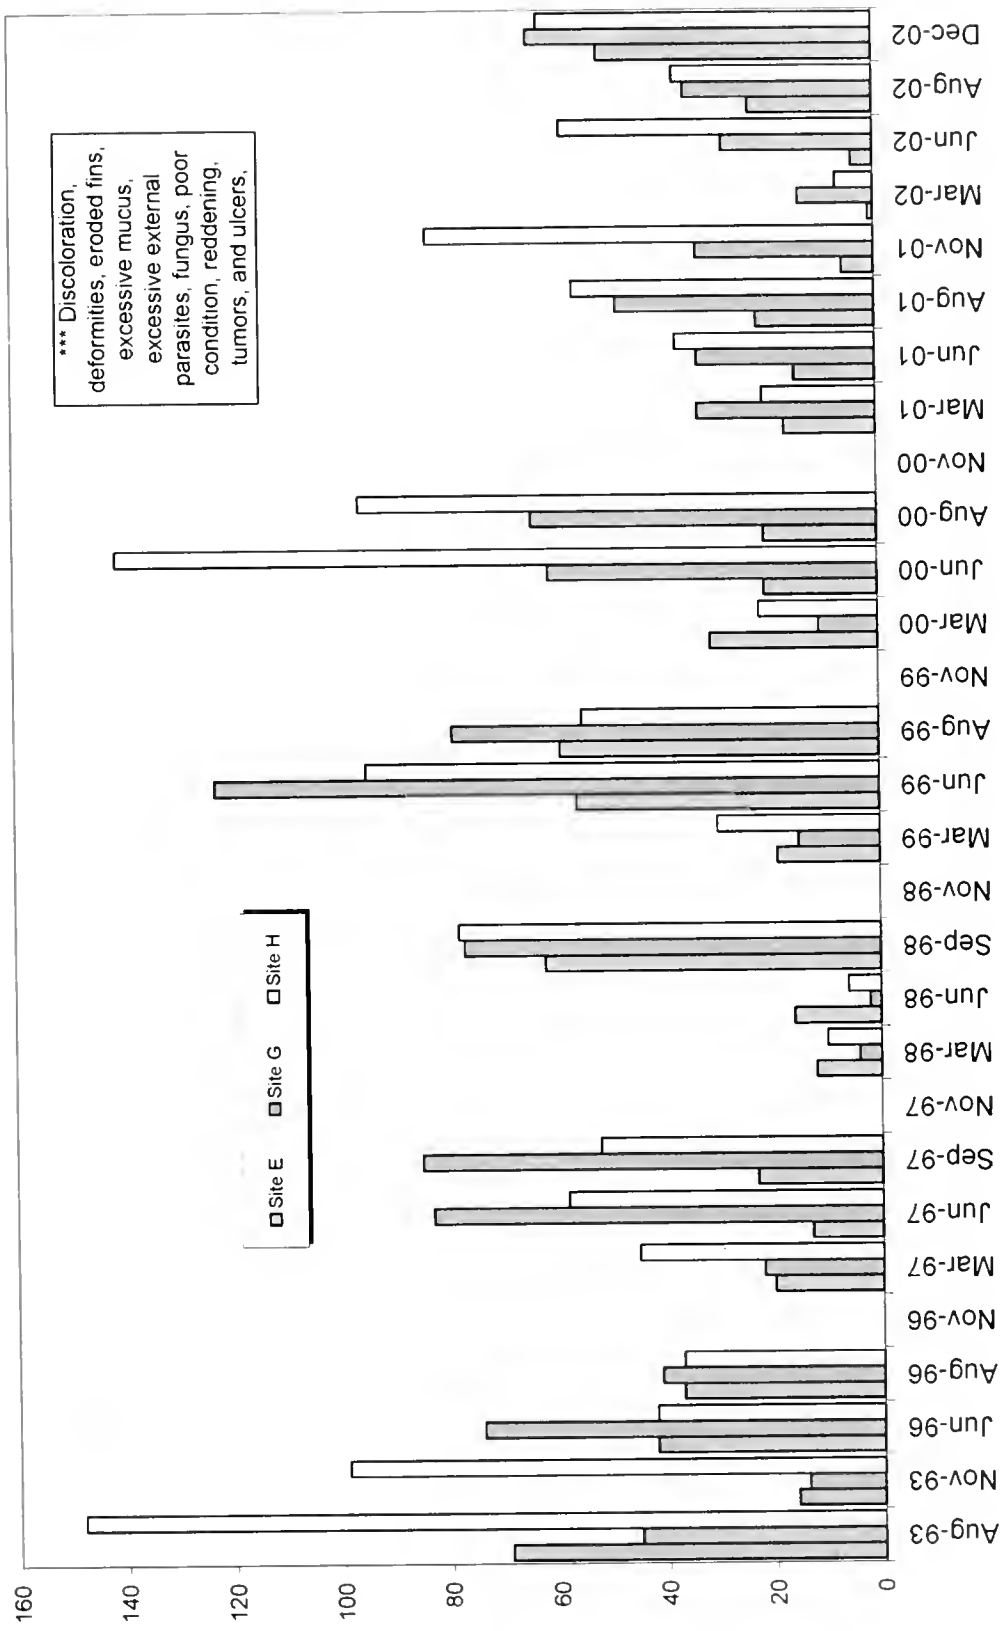 *** Discoloration,
deformities, eroded fins,
excessive mucus,
excessive external
parasites, fungus, poor
condition, reddening,
tumors, and ulcers,
Site E Site G Site H
160
140
120
100
80
60
40
20
0
Aug-93
Nov-93
Jun-96
Aug-96
Nov-96
Mar-97
Jun-97
Sep-97
Nov-97
Mar-98
Jun-98
Sep-98
Nov-98
Mar-99
Jun-99
Aug-99
Nov-99
Mar-00
Jun-00
Aug-00
Nov-00
Mar-01
Jun-01
Aug-01
Nov-01
Mar-02
Jun-02
Aug-02
Dec-02